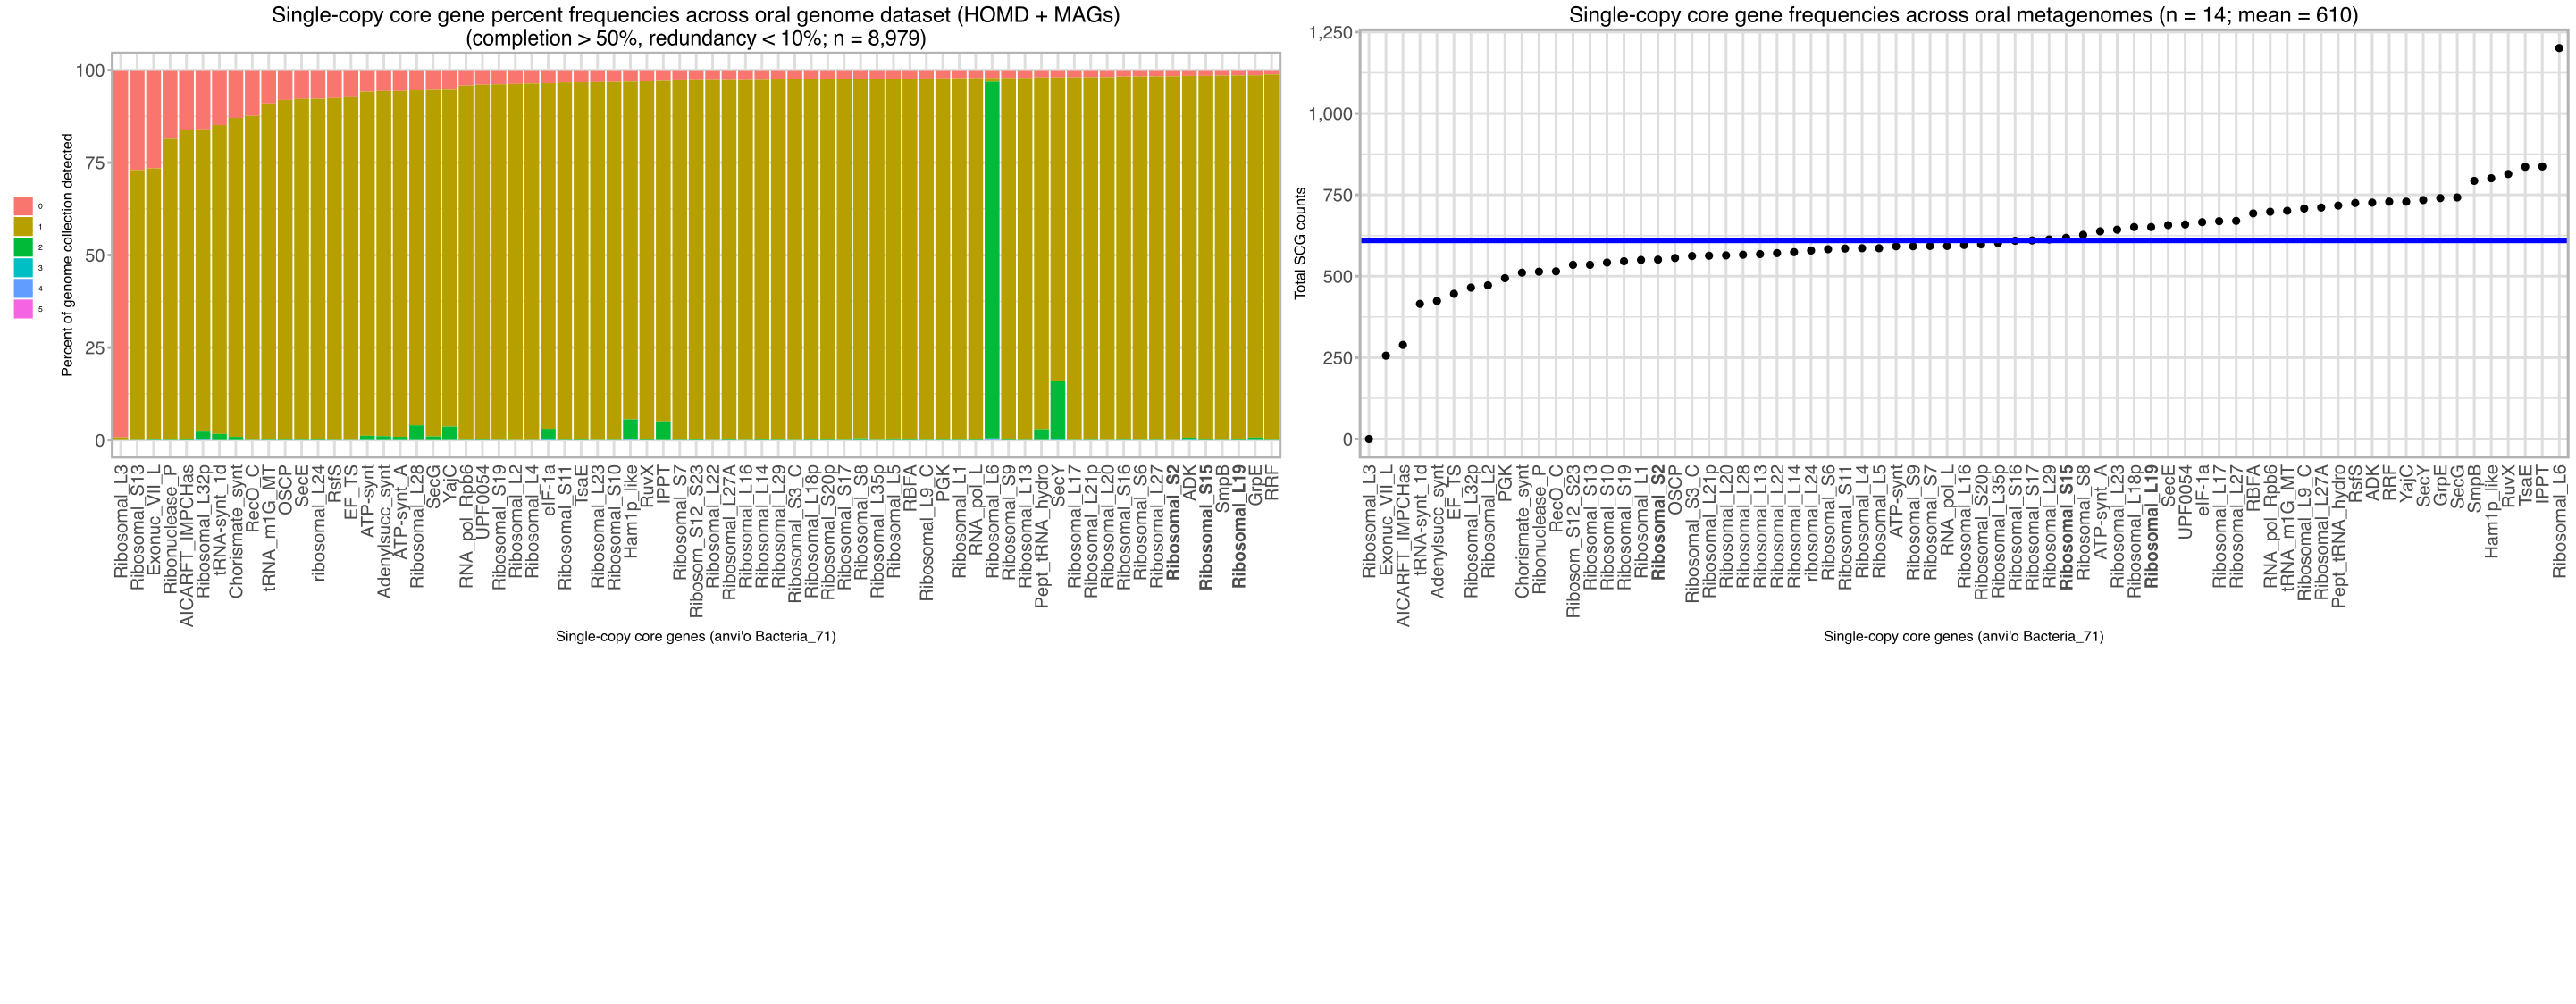 Single-copy core gene percent frequencies across oral genome dataset (HOMD + MAGs)
(completion > 50%, redundancy < 10%; n = 8,979)
100
75
50
25
0
Percent of genome collection detected
0
1
2
3
4
5
Ribosomal_L3
Ribosomal_S13
Exonuc_VII_L
Ribonuclease_P
AICARFT_IMPCHas
Ribosomal_L32p
tRNA-synt_1d
Chorismate_synt
RecO_C
tRNA_m1G_MT
OSCP
SecE
ribosomal_L24
RsfS
EF_TS
ATP-synt
Adenylsucc_synt
ATP-synt_A
Ribosomal_L28
SecG
YajC
RNA_pol_Rpb6
UPF0054
Ribosomal_S19
Ribosomal_L2
Ribosomal_L4
eIF-1a
Ribosomal_S11
TsaE
Ribosomal_L23
Ribosomal_S10
Ham1p_like
RuvX
IPPT
Ribosomal_S7
Ribosom_S12_S23
Ribosomal_L22
Ribosomal_L27A
Ribosomal_L16
Ribosomal_L14
Ribosomal_L29
Ribosomal_S3_C
Ribosomal_L18p
Ribosomal_S20p
Ribosomal_S17
Ribosomal_S8
Ribosomal_L35p
Ribosomal_L5
RBFA
Ribosomal_L9_C
PGK
Ribosomal_L1
RNA_pol_L
Ribosomal_L6
Ribosomal_S9
Ribosomal_L13
Pept_tRNA_hydro
SecY
Ribosomal_L17
Ribosomal_L21p
Ribosomal_L20
Ribosomal_S16
Ribosomal_S6
Ribosomal_L27
Ribosomal_S2
ADK
Ribosomal_S15
SmpB
Ribosomal_L19
GrpE
RRF
Single-copy core genes (anvi'o Bacteria_71)
Single-copy core gene frequencies across oral metagenomes (n = 14; mean = 610)
1,250
1,000
750
500
250
0
Total SCG counts
Ribosomal_L3
Exonuc_VII_L
AICARFT_IMPCHas
tRNA-synt_1d
Adenylsucc_synt
EF_TS
Ribosomal_L32p
Ribosomal_L2
PGK
Chorismate_synt
Ribonuclease_P
RecO_C
Ribosom_S12_S23
Ribosomal_S13
Ribosomal_S10
Ribosomal_S19
Ribosomal_L1
Ribosomal_S2
OSCP
Ribosomal_S3_C
Ribosomal_L21p
Ribosomal_L20
Ribosomal_L28
Ribosomal_L13
Ribosomal_L22
Ribosomal_L14
ribosomal_L24
Ribosomal_S6
Ribosomal_S11
Ribosomal_L4
Ribosomal_L5
ATP-synt
Ribosomal_S9
Ribosomal_S7
RNA_pol_L
Ribosomal_L16
Ribosomal_S20p
Ribosomal_L35p
Ribosomal_S16
Ribosomal_S17
Ribosomal_L29
Ribosomal_S15
Ribosomal_S8
ATP-synt_A
Ribosomal_L23
Ribosomal_L18p
Ribosomal_L19
SecE
UPF0054
eIF-1a
Ribosomal_L17
Ribosomal_L27
RBFA
RNA_pol_Rpb6
tRNA_m1G_MT
Ribosomal_L9_C
Ribosomal_L27A
Pept_tRNA_hydro
RsfS
ADK
RRF
YajC
SecY
GrpE
SecG
SmpB
Ham1p_like
RuvX
TsaE
IPPT
Ribosomal_L6
Single-copy core genes (anvi'o Bacteria_71)